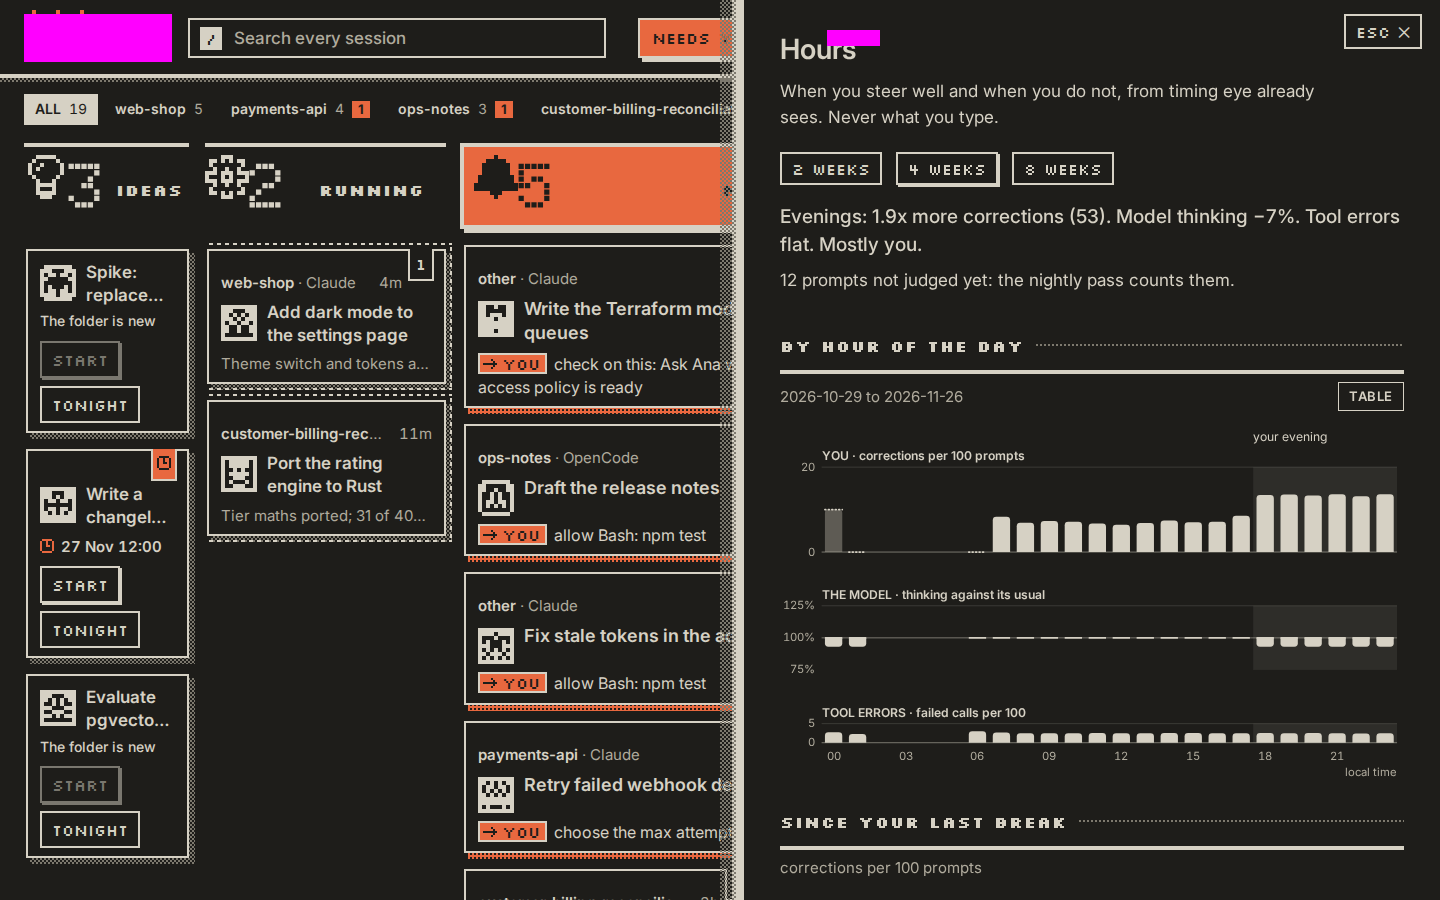 / Search every session
NEEDS
ALL 19
web-shop 5
payments-api 4 1
ops-notes 3 1
customer-billing-reconcili
3 IDEAS
2 RUNNING
5
Spike:
replace...
The folder is new
START
TONIGHT
Write a
changel...
27 Nov 12:00
START
TONIGHT
Evaluate
pgvecto...
The folder is new
START
TONIGHT
1
web-shop · Claude 4m
Add dark mode to
the settings page
Theme switch and tokens a...
customer-billing-rec... 11m
Port the rating
engine to Rust
Tier maths ported; 31 of 40...
other · Claude
Write the Terraform mod
queues
→ YOU check on this: Ask Ana
access policy is ready
ops-notes · OpenCode
Draft the release notes
→ YOU allow Bash: npm test
other · Claude
Fix stale tokens in the
→ YOU allow Bash: npm test
payments-api · Claude
Retry failed webhook de
→ YOU choose the max attempt
Hours
ESC ×
When you steer well and when you do not, from timing eye already
sees. Never what you type.
2 WEEKS
4 WEEKS
8 WEEKS
Evenings: 1.9x more corrections (53). Model thinking −7%. Tool errors
flat. Mostly you.
12 prompts not judged yet: the nightly pass counts them.
BY HOUR OF THE DAY
2026-10-29 to 2026-11-26
TABLE
your evening
YOU · corrections per 100 prompts
20
0
THE MODEL · thinking against its usual
125%
100%
75%
TOOL ERRORS · failed calls per 100
5
0
00 03 06 09 12 15 18 21
local time
SINCE YOUR LAST BREAK
corrections per 100 prompts